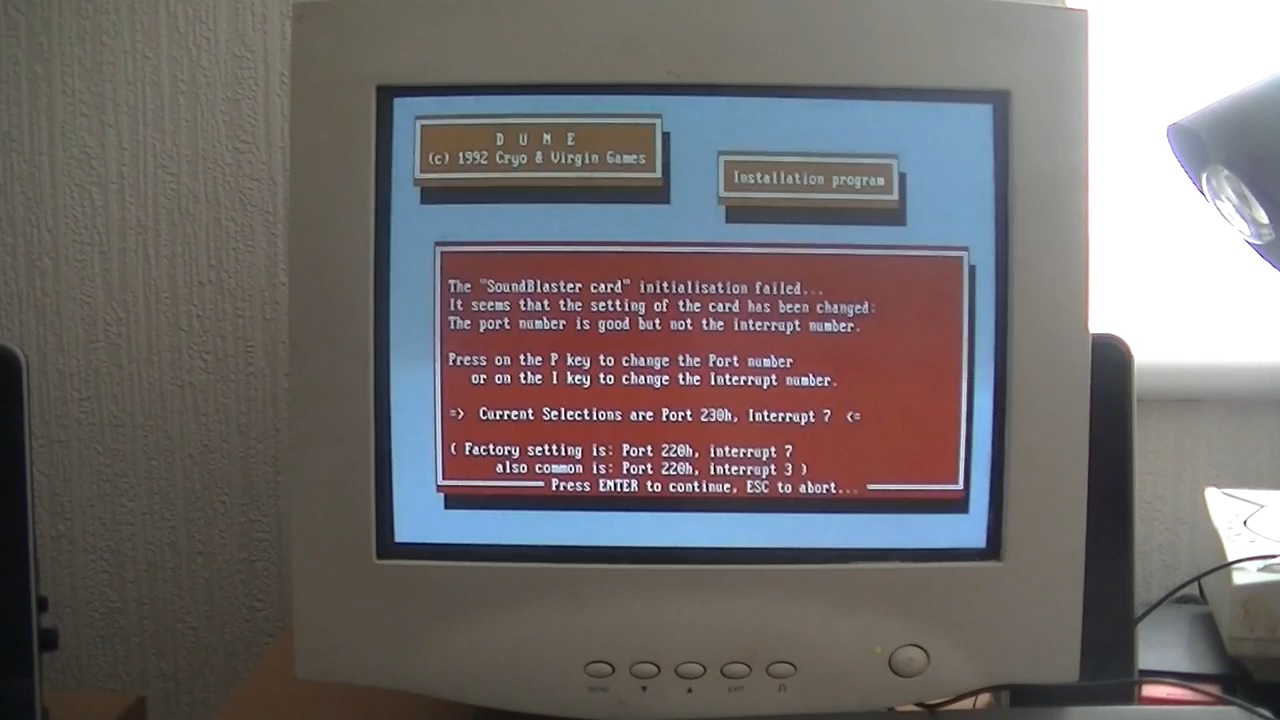 D U N E
(c) 1992 Cryo & Virgin Games
Installation program
The "SoundBlaster card" initialisation failed...
It seems that the setting of the card has been changed:
The port number is good but not the interrupt number.
Press on the P key to change the Port number
or on the I key to change the Interrupt number.
=> Current Selections are Port 230h, Interrupt 7 <=
( Factory setting is: Port 220h, interrupt 7
also common is: Port 220h, interrupt 3 )
Press ENTER to continue, ESC to abort...
MENU ▼ ▲ EXIT